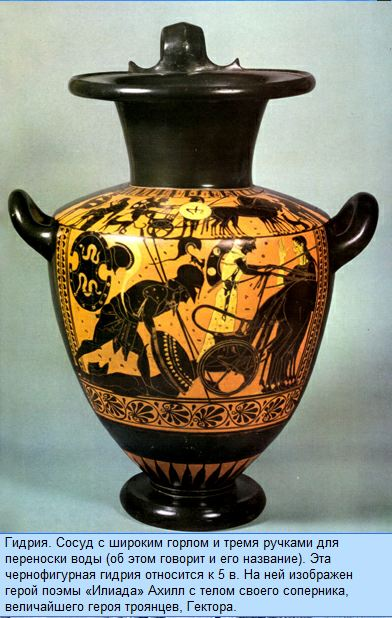 Гидрия. Сосуд с широким горлом и тремя ручками для
переноски воды (об этом говорит и его название). Эта
чернофигурная гидрия относится к 5 в. На ней изображен
герой поэмы «Илиада» Ахилл с телом своего соперника,
величайшего героя троянцев, Гектора.